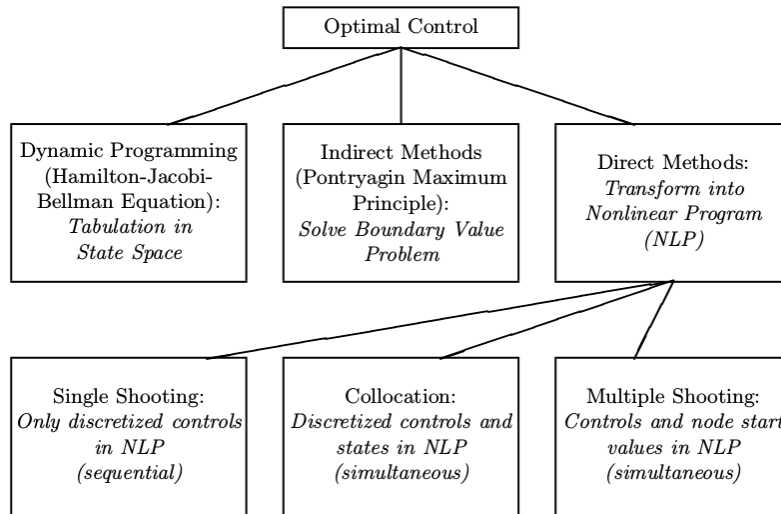 Optimal Control
Dynamic Programming
(Hamilton-Jacobi-
Bellman Equation):
Tabulation in
State Space
Indirect Methods
(Pontryagin Maximum
Principle):
Solve Boundary Value
Problem
Direct Methods:
Transform into
Nonlinear Program
(NLP)
Single Shooting:
Only discretized controls
in NLP
(sequential)
Collocation:
Discretized controls and
states in NLP
(simultaneous)
Multiple Shooting:
Controls and node start
values in NLP
(simultaneous)